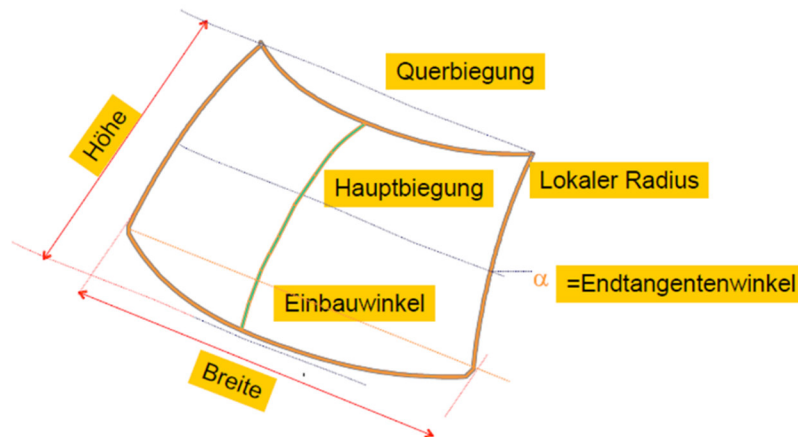 Querbiegung
Höhe
Hauptbiegung
Lokaler Radius
α =Endtangentenwinkel
Einbauwinkel
Breite